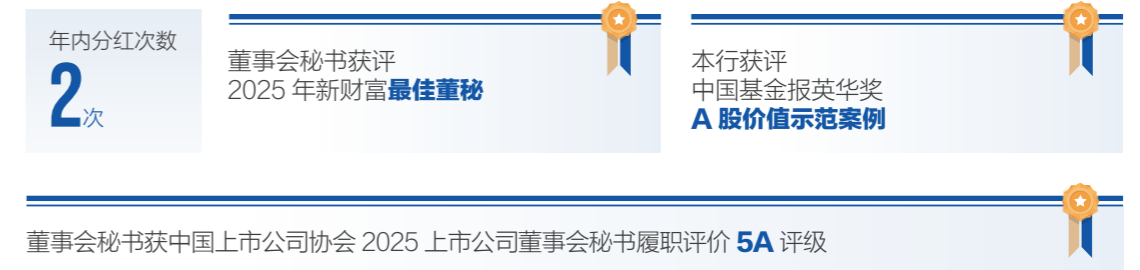 年内分红次数
2次
董事会秘书获评
2025 年新财富最佳董秘
本行获评
中国基金报英华奖
A 股价值示范案例
董事会秘书获中国上市公司协会 2025 上市公司董事会秘书履职评价 5A 评级